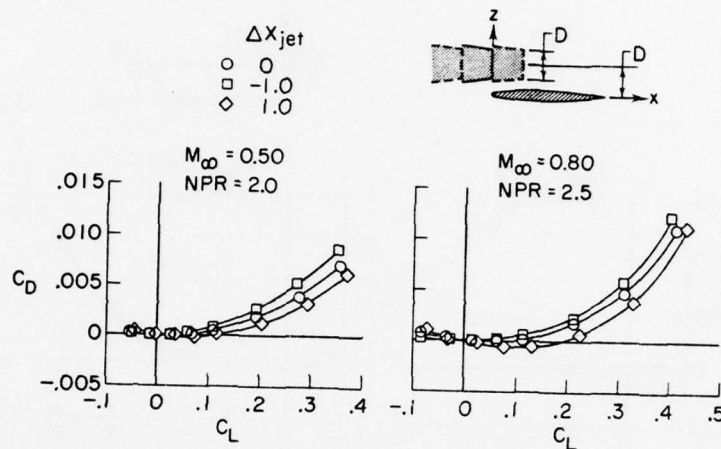 ΔXjet
○ 0
□ -1.0
◇ 1.0
Z
D
D
x
M∞ = 0.50
NPR = 2.0
M∞ = 0.80
NPR = 2.5
.015
.010
.005
0
-.005
CD
-.1 0 .1 .2 .3 .4
CL
-.1 0 .1 .2 .3 .4 .5
CL